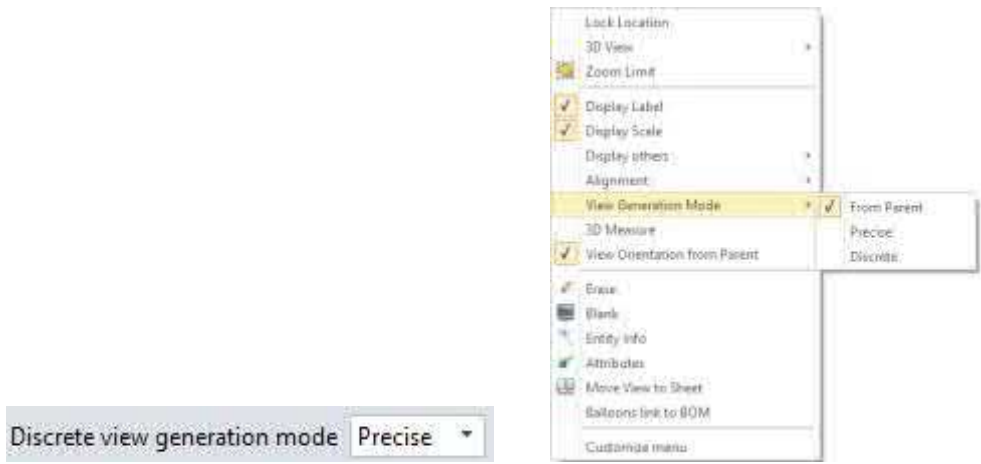 Lock Location
3D View
Zoom Limit
Display Label
Display Scale
Display others
Alignment
View Generation Mode
From Parent
3D Measure
Precise
View Orientation from Parent
Discrete
Erase
Blank
Entity Info
Attributes
Move View to Sheet
Balloons link to BOM
Customize menu
Discrete view generation mode Precise